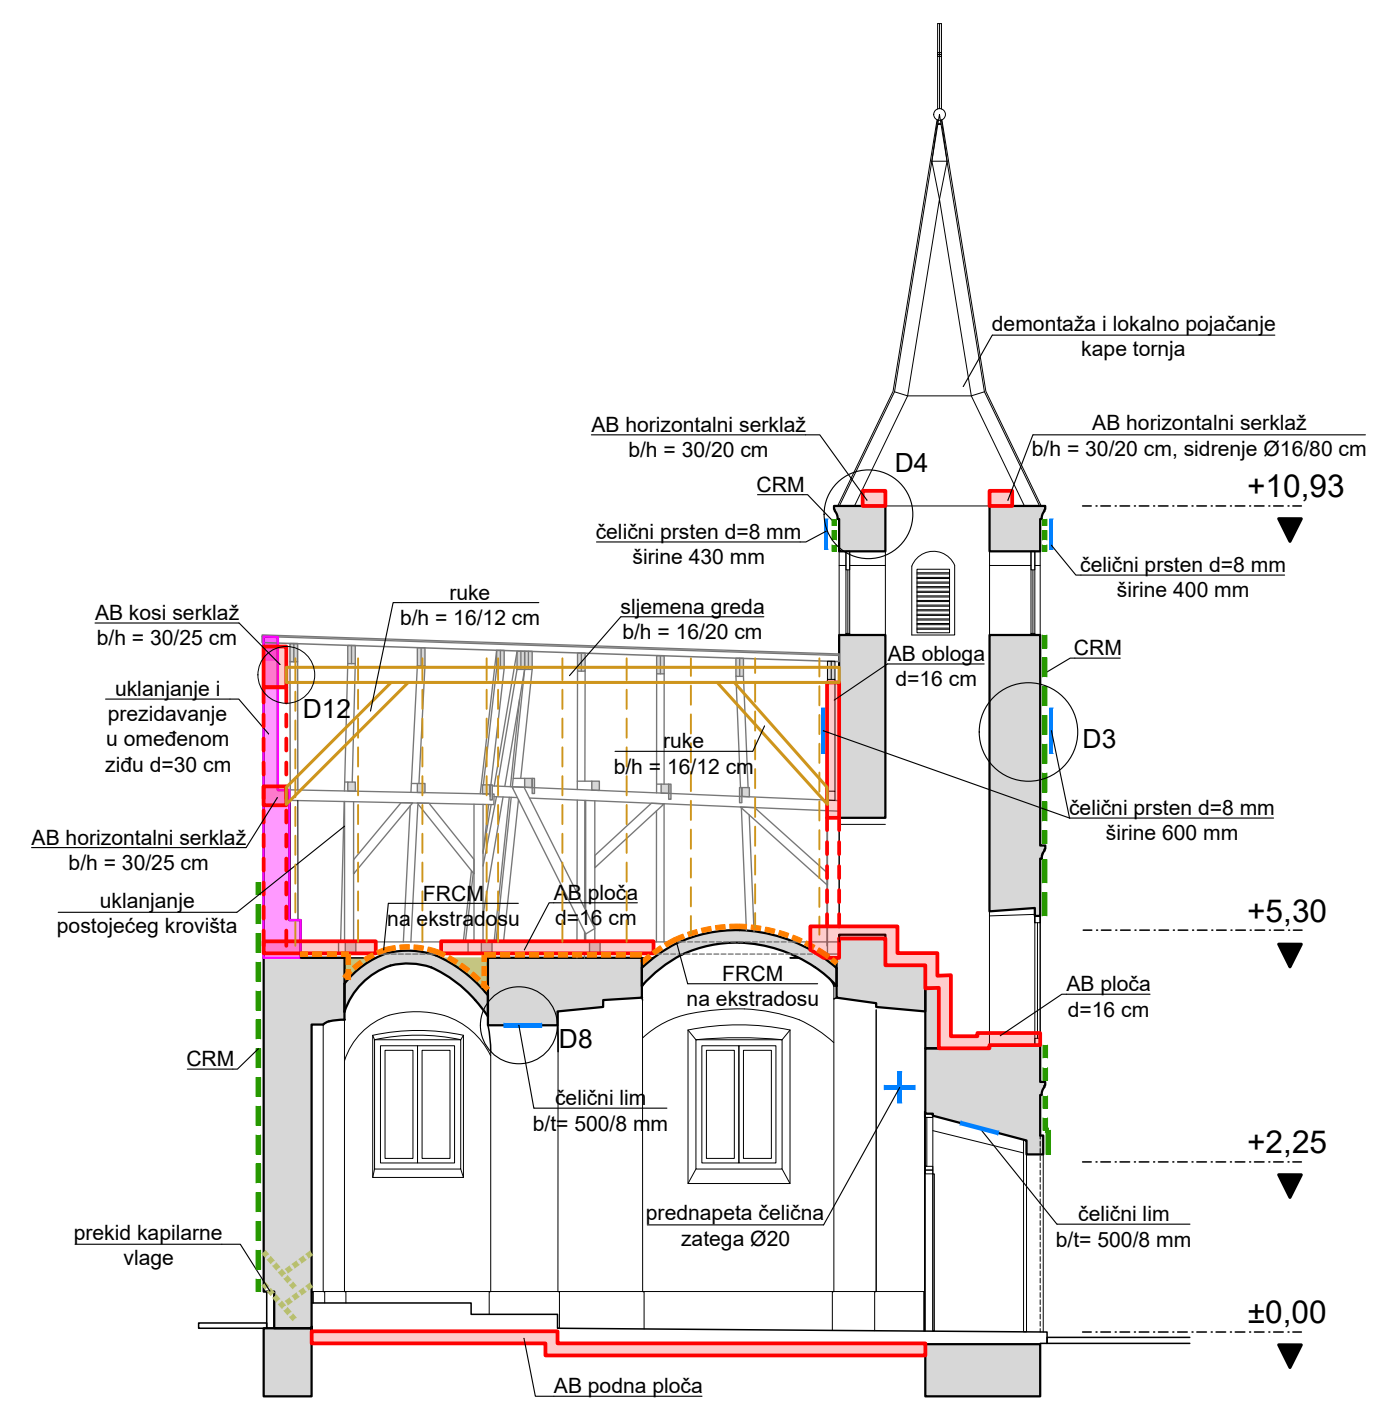 demontaža i lokalno pojačanje
kape tornja
AB horizontalni serklaž
b/h = 30/20 cm
AB horizontalni serklaž
b/h = 30/20 cm, sidrenje Ø16/80 cm
D4
CRM
+10,93
čelični prsten d=8 mm
širine 430 mm
čelični prsten d=8 mm
širine 400 mm
ruke
b/h = 16/12 cm
sljemena greda
b/h = 16/20 cm
AB kosi serklaž
b/h = 30/25 cm
AB obloga
d=16 cm
CRM
uklanjanje i
prezidavanje
u omeđenom
ziđu d=30 cm
D12
ruke
b/h = 16/12 cm
D3
čelični prsten d=8 mm
širine 600 mm
AB horizontalni serklaž
b/h = 30/25 cm
uklanjanje
postojećeg krovišta
FRCM
na ekstradosu
AB ploča
d=16 cm
+5,30
FRCM
na ekstradosu
AB ploča
d=16 cm
CRM
D8
čelični lim
b/t= 500/8 mm
+2,25
prekid kapilarne
vlage
prednapeta čelična
zatega Ø20
čelični lim
b/t= 500/8 mm
±0,00
AB podna ploča